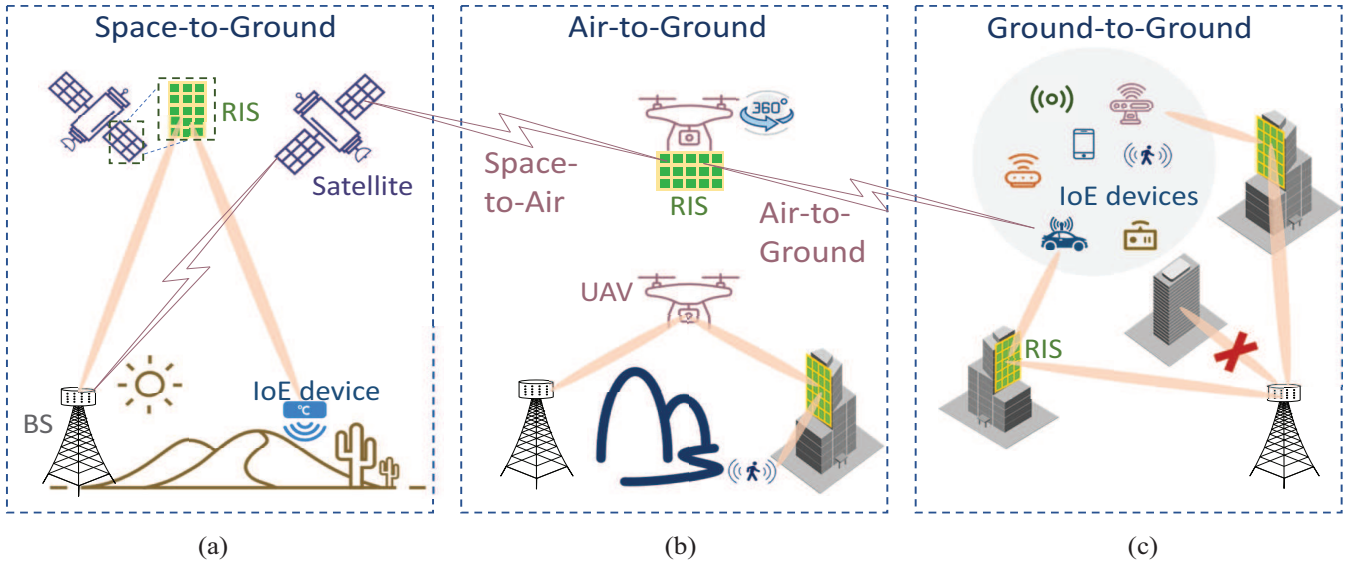 Space-to-Ground
RIS
Satellite
BS
IoE device
°C
(a)
Air-to-Ground
360°
Space-
to-Air
RIS
Air-to-
Ground
UAV
(b)
Ground-to-Ground
IoE devices
RIS
(c)